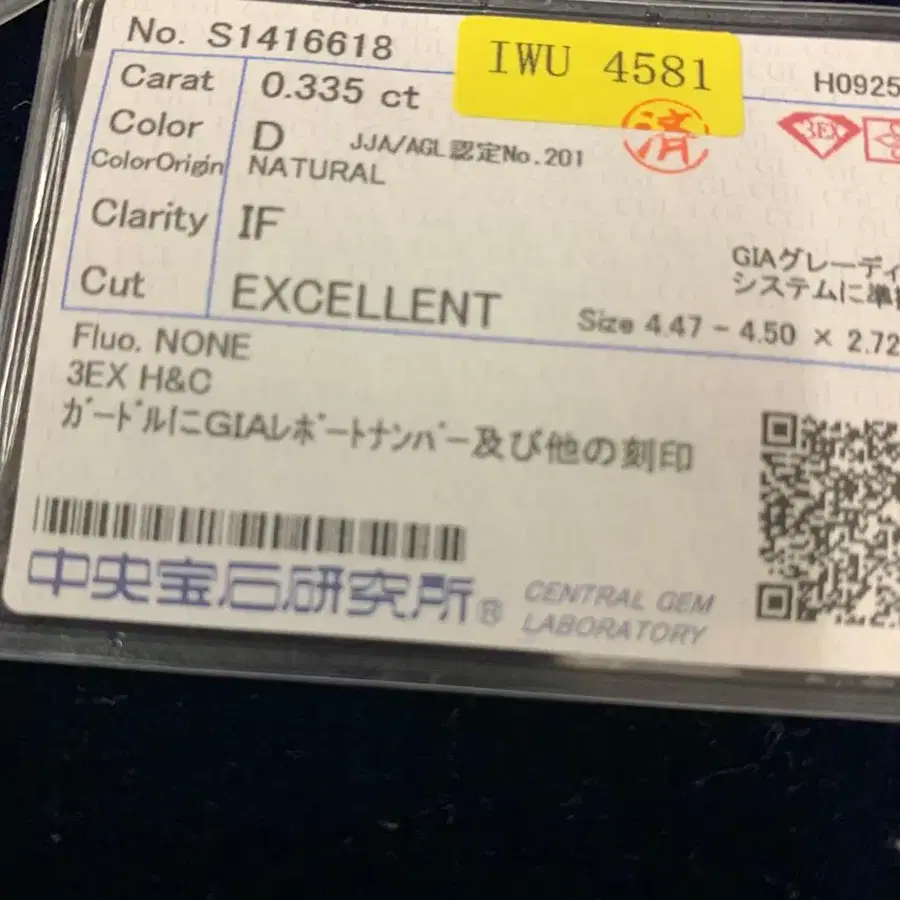 No. S1416618
IWU 4581
H0925
Carat 0.335 ct
Color D JJA/AGL認定No.201
済
3EX
ColorOrigin NATURAL
Clarity IF
GIAグレーディ
システムに準
Cut EXCELLENT
Size 4.47 - 4.50 × 2.72
Fluo. NONE
3EX H&C
ｶﾞｰﾄﾞﾙにGIAﾚﾎﾟｰﾄﾅﾝﾊﾞｰ及び他の刻印
中央宝石研究所®
CENTRAL GEM
LABORATORY